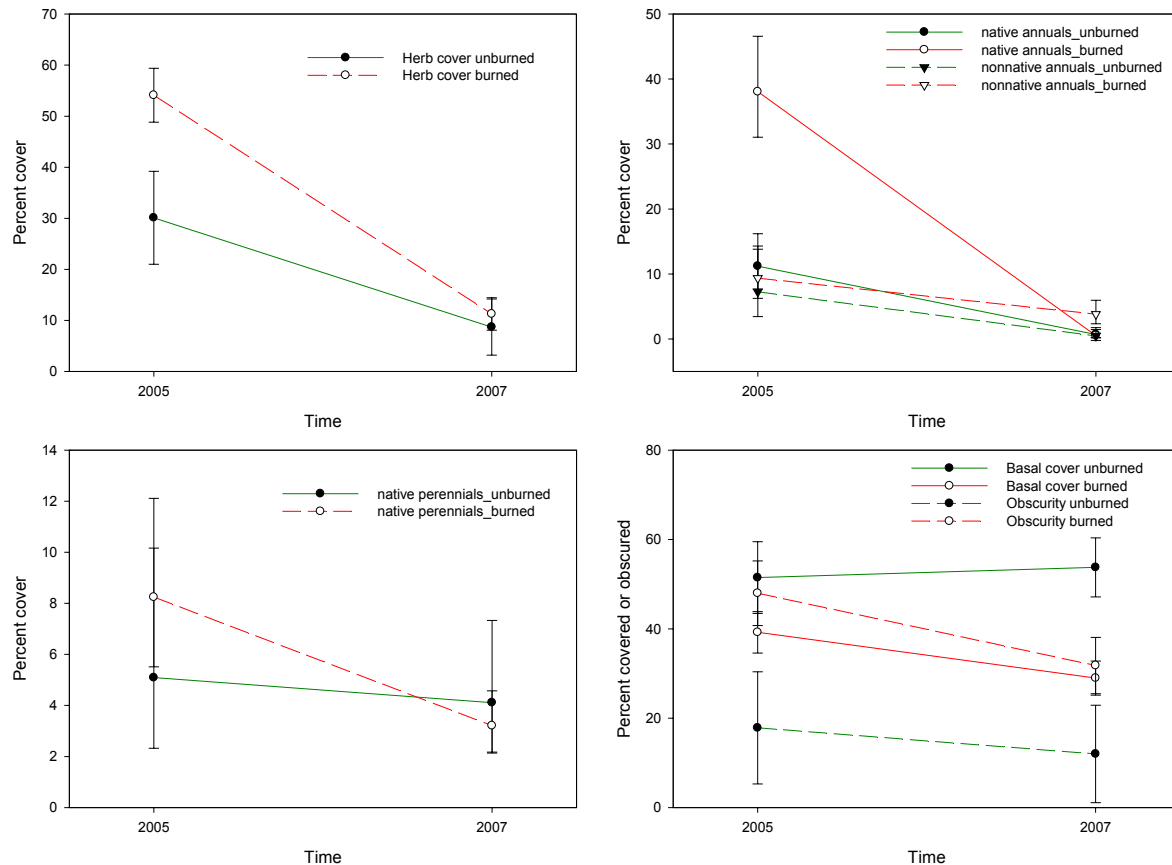 70
60
50
40
30
20
10
0
Percent cover
Herb cover unburned
Herb cover burned
2005
2007
Time
50
40
30
20
10
0
Percent cover
native annuals_unburned
native annuals_burned
nonnative annuals_unburned
nonnative annuals_burned
2005
2007
Time
14
12
10
8
6
4
2
0
Percent cover
native perennials_unburned
native perennials_burned
2005
2007
Time
80
60
40
20
0
Percent covered or obscured
Basal cover unburned
Basal cover burned
Obscurity unburned
Obscurity burned
2005
2007
Time